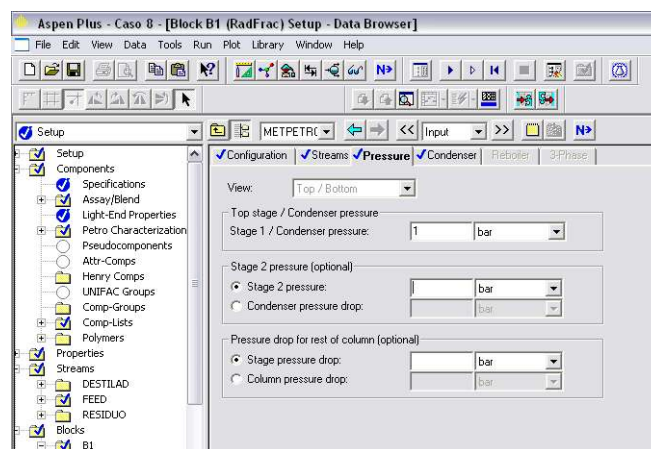 Aspen Plus - Caso 8 - [Block B1 (RadFrac) Setup - Data Browser]
File Edit View Data Tools Run Plot Library Window Help
Setup
METPETRC
Input
Setup
Components
Specifications
Assay/Blend
Light-End Properties
Petro Characterization
Pseudocomponents
Attr-Comps
Henry Comps
UNIFAC Groups
Comp-Groups
Comp-Lists
Polymers
Properties
Streams
DESTILAD
FEED
RESIDUO
Blocks
B1
Configuration Streams Pressure Condenser Reboiler 3-Phase
View: Top / Bottom
Top stage / Condenser pressure
Stage 1 / Condenser pressure: 1 bar
Stage 2 pressure (optional)
Stage 2 pressure: bar
Condenser pressure drop: bar
Pressure drop for rest of column (optional)
Stage pressure drop: bar
Column pressure drop: bar